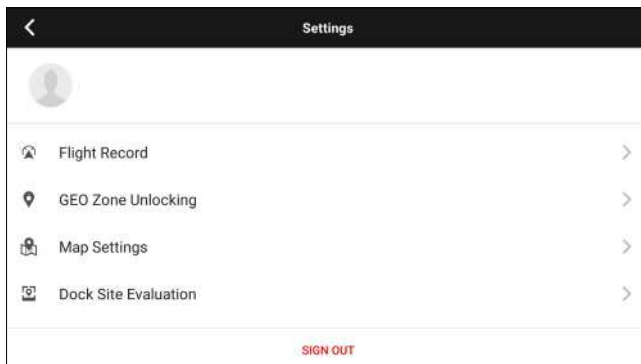 Settings
Flight Record
GEO Zone Unlocking
Map Settings
Dock Site Evaluation
SIGN OUT